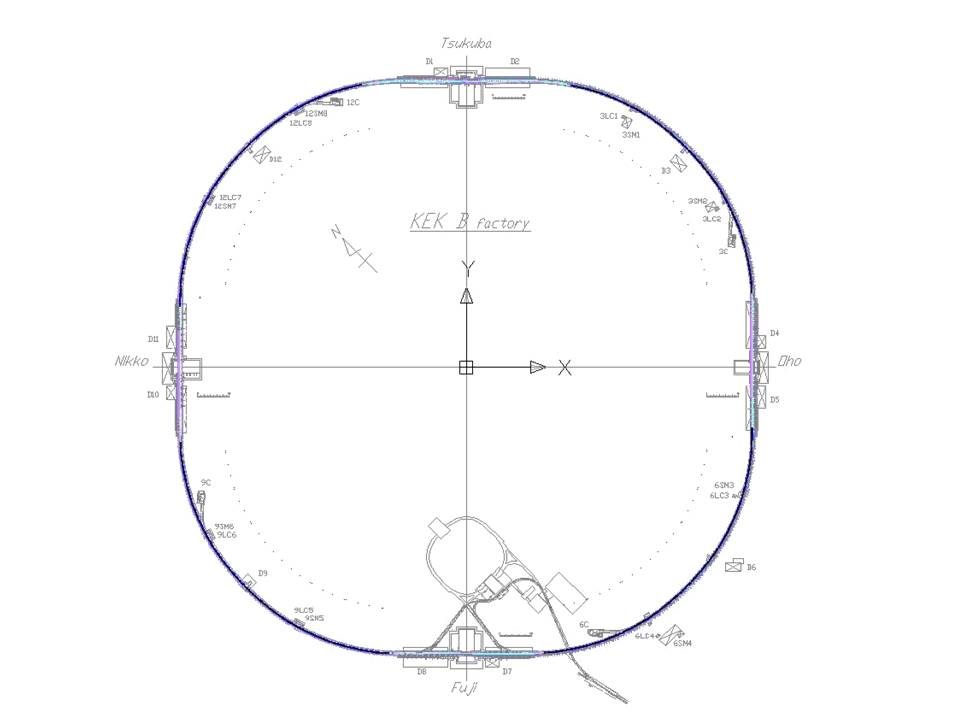 Tsukuba
D1
D2
12C
12SM8
12LC8
3LC1
3SM1
D12
D3
12LC7
12SM7
3SM2
3LC2
KEK B factory
N
3C
Y
D11
D4
Nikko
X
Oho
D10
D5
9C
6SM3
6LC3
9SM6
9LC6
D9
D6
9LC5
9SM5
6C
6LC4
6SM4
D8
D7
Fuji